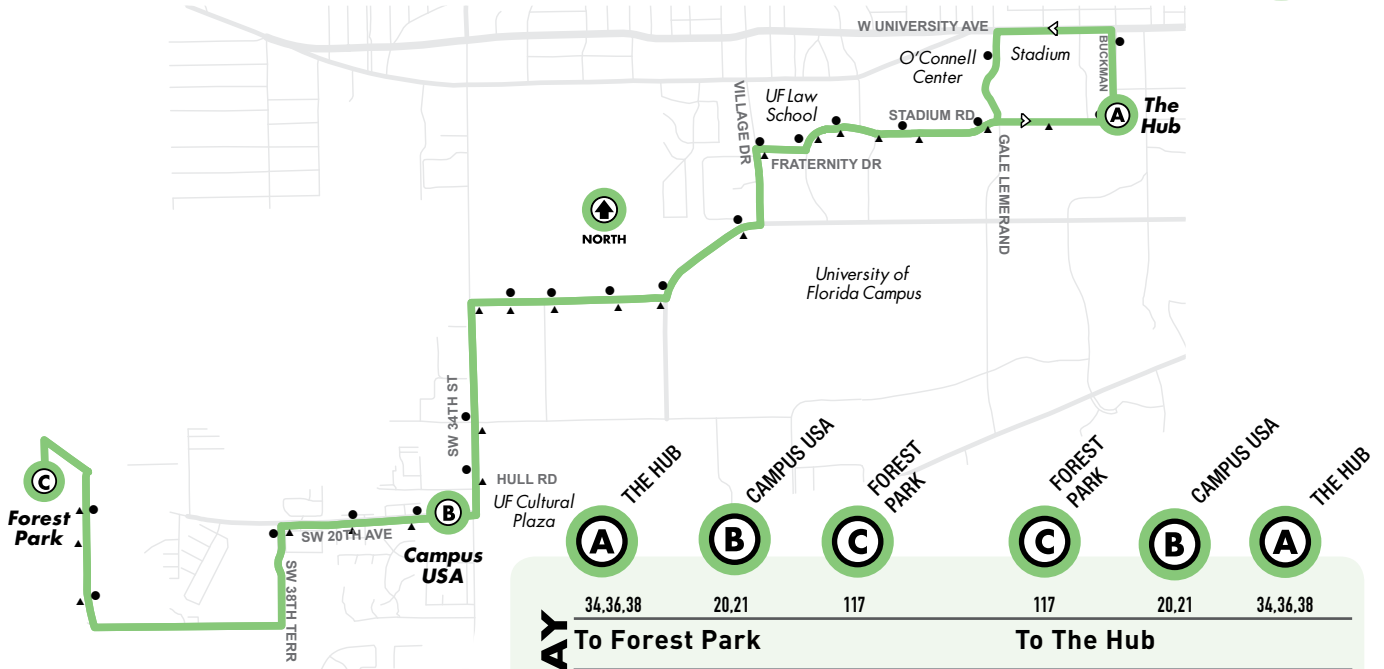 W UNIVERSITY AVE
O'Connell
Center
Stadium
BUCKMAN
A
The
Hub
VILLAGE DR
UF Law
School
STADIUM RD
FRATERNITY DR
GALE LEMERAND
NORTH
University of
Florida Campus
SW 34TH ST
HULL RD
UF Cultural
Plaza
C
Forest
Park
B
Campus
USA
SW 20TH AVE
SW 38TH TERR
THE HUB
CAMPUS USA
FOREST
PARK
FOREST
PARK
CAMPUS USA
THE HUB
A B C C B A
34,36,38 20,21 117 117 20,21 34,36,38
To Forest Park To The Hub
AY